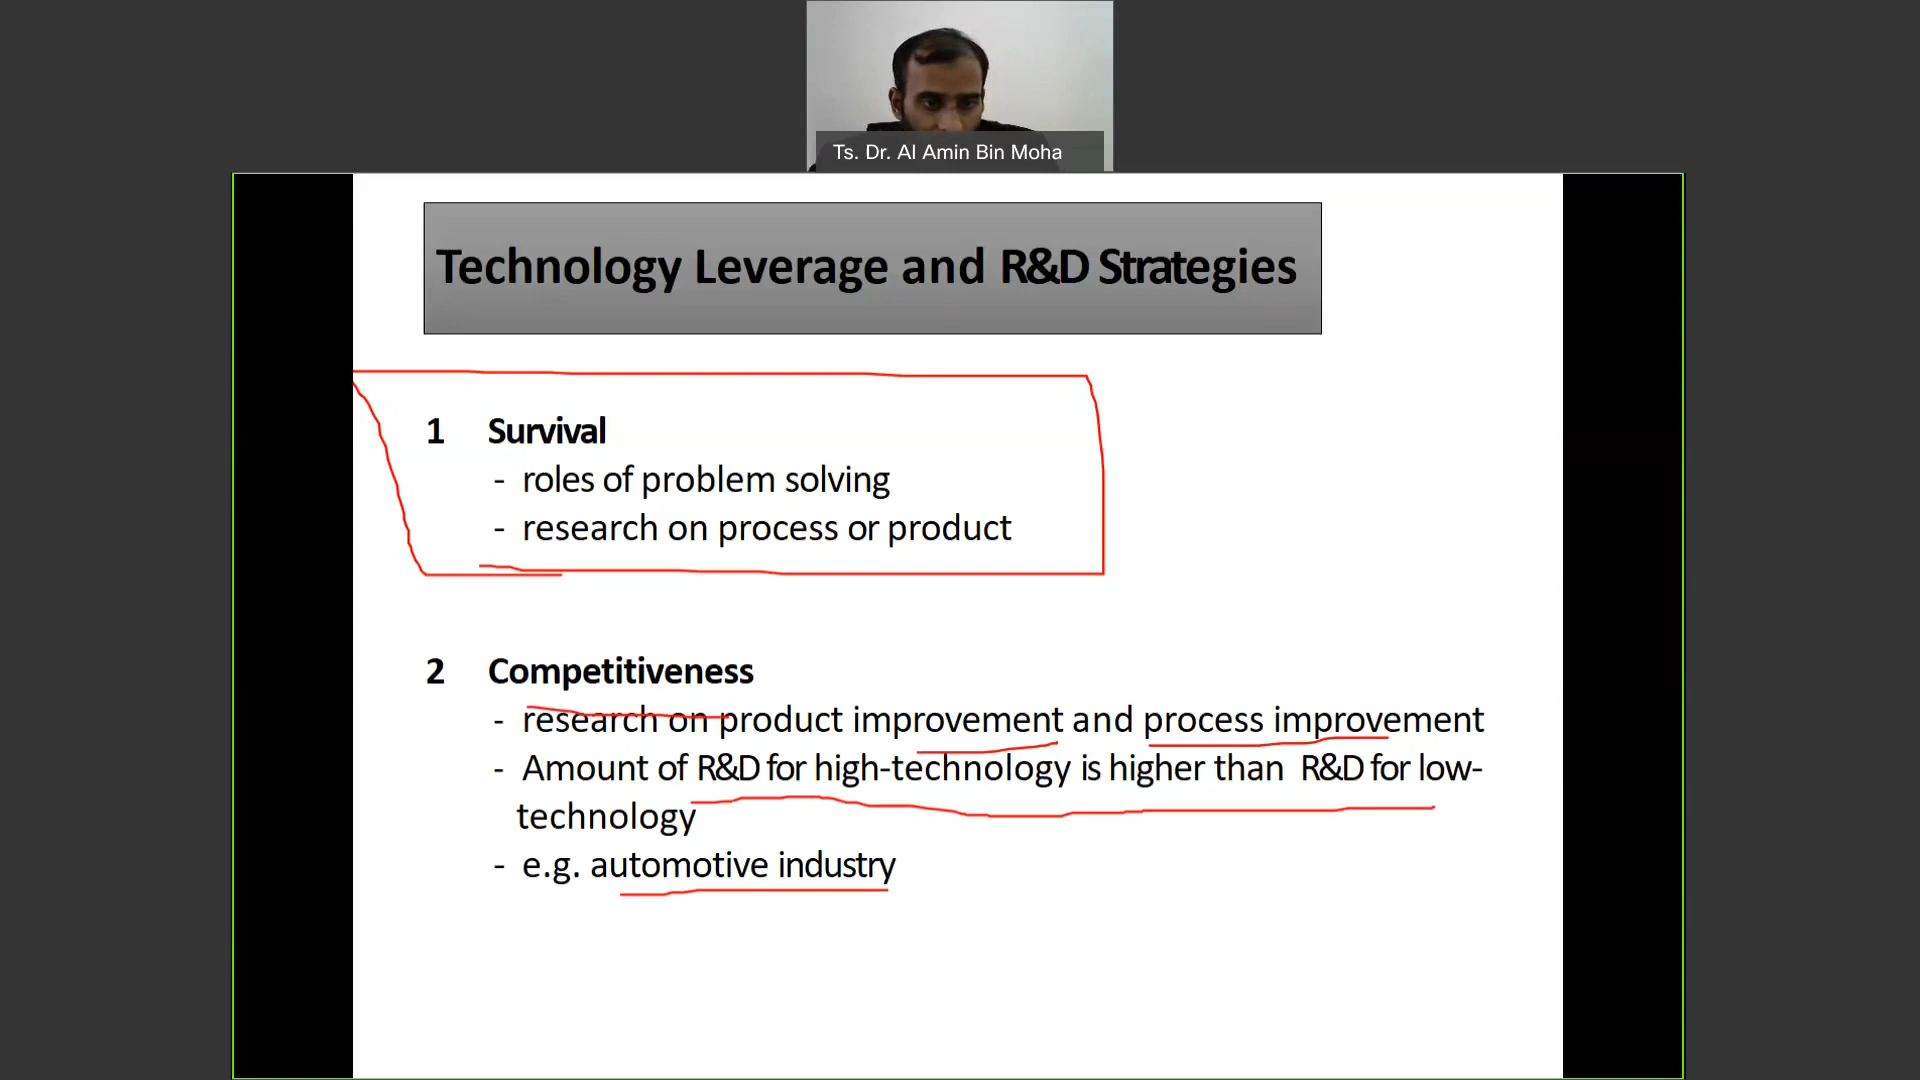 Ts. Dr. Al Amin Bin Moha
Technology Leverage and R&D Strategies
1 Survival
- roles of problem solving
- research on process or product
2 Competitiveness
- research on product improvement and process improvement
- Amount of R&D for high-technology is higher than R&D for low-
technology
- e.g. automotive industry